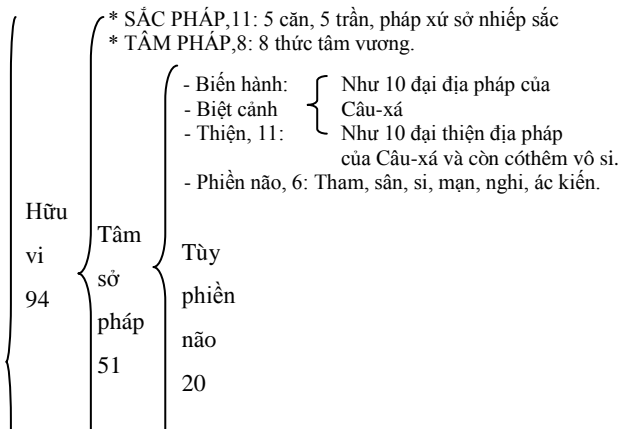 * SẮC PHÁP,11: 5 căn, 5 trần, pháp xứ sở nhiếp sắc
* TÂM PHÁP,8: 8 thức tâm vương.
- Biến hành: Như 10 đại địa pháp của
- Biệt cảnh Câu-xá
- Thiện, 11: Như 10 đại thiện địa pháp
của Câu-xá và còn cóthêm vô si.
- Phiền não, 6: Tham, sân, si, mạn, nghi, ác kiến.
Hữu
vi
94
Tâm
sở
pháp
51
Tùy
phiền
não
20